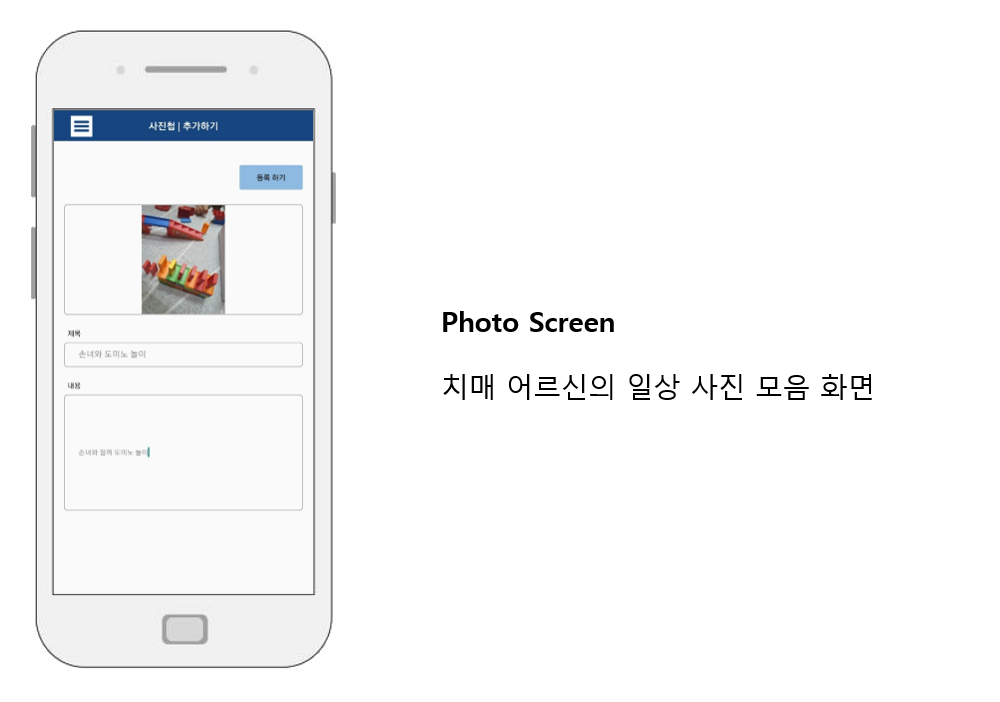 사진첩 | 추가하기
등록 하기
제목
손녀와 도미노 놀이
내용
손녀와 함께 도미노 놀이
Photo Screen
치매 어르신의 일상 사진 모음 화면